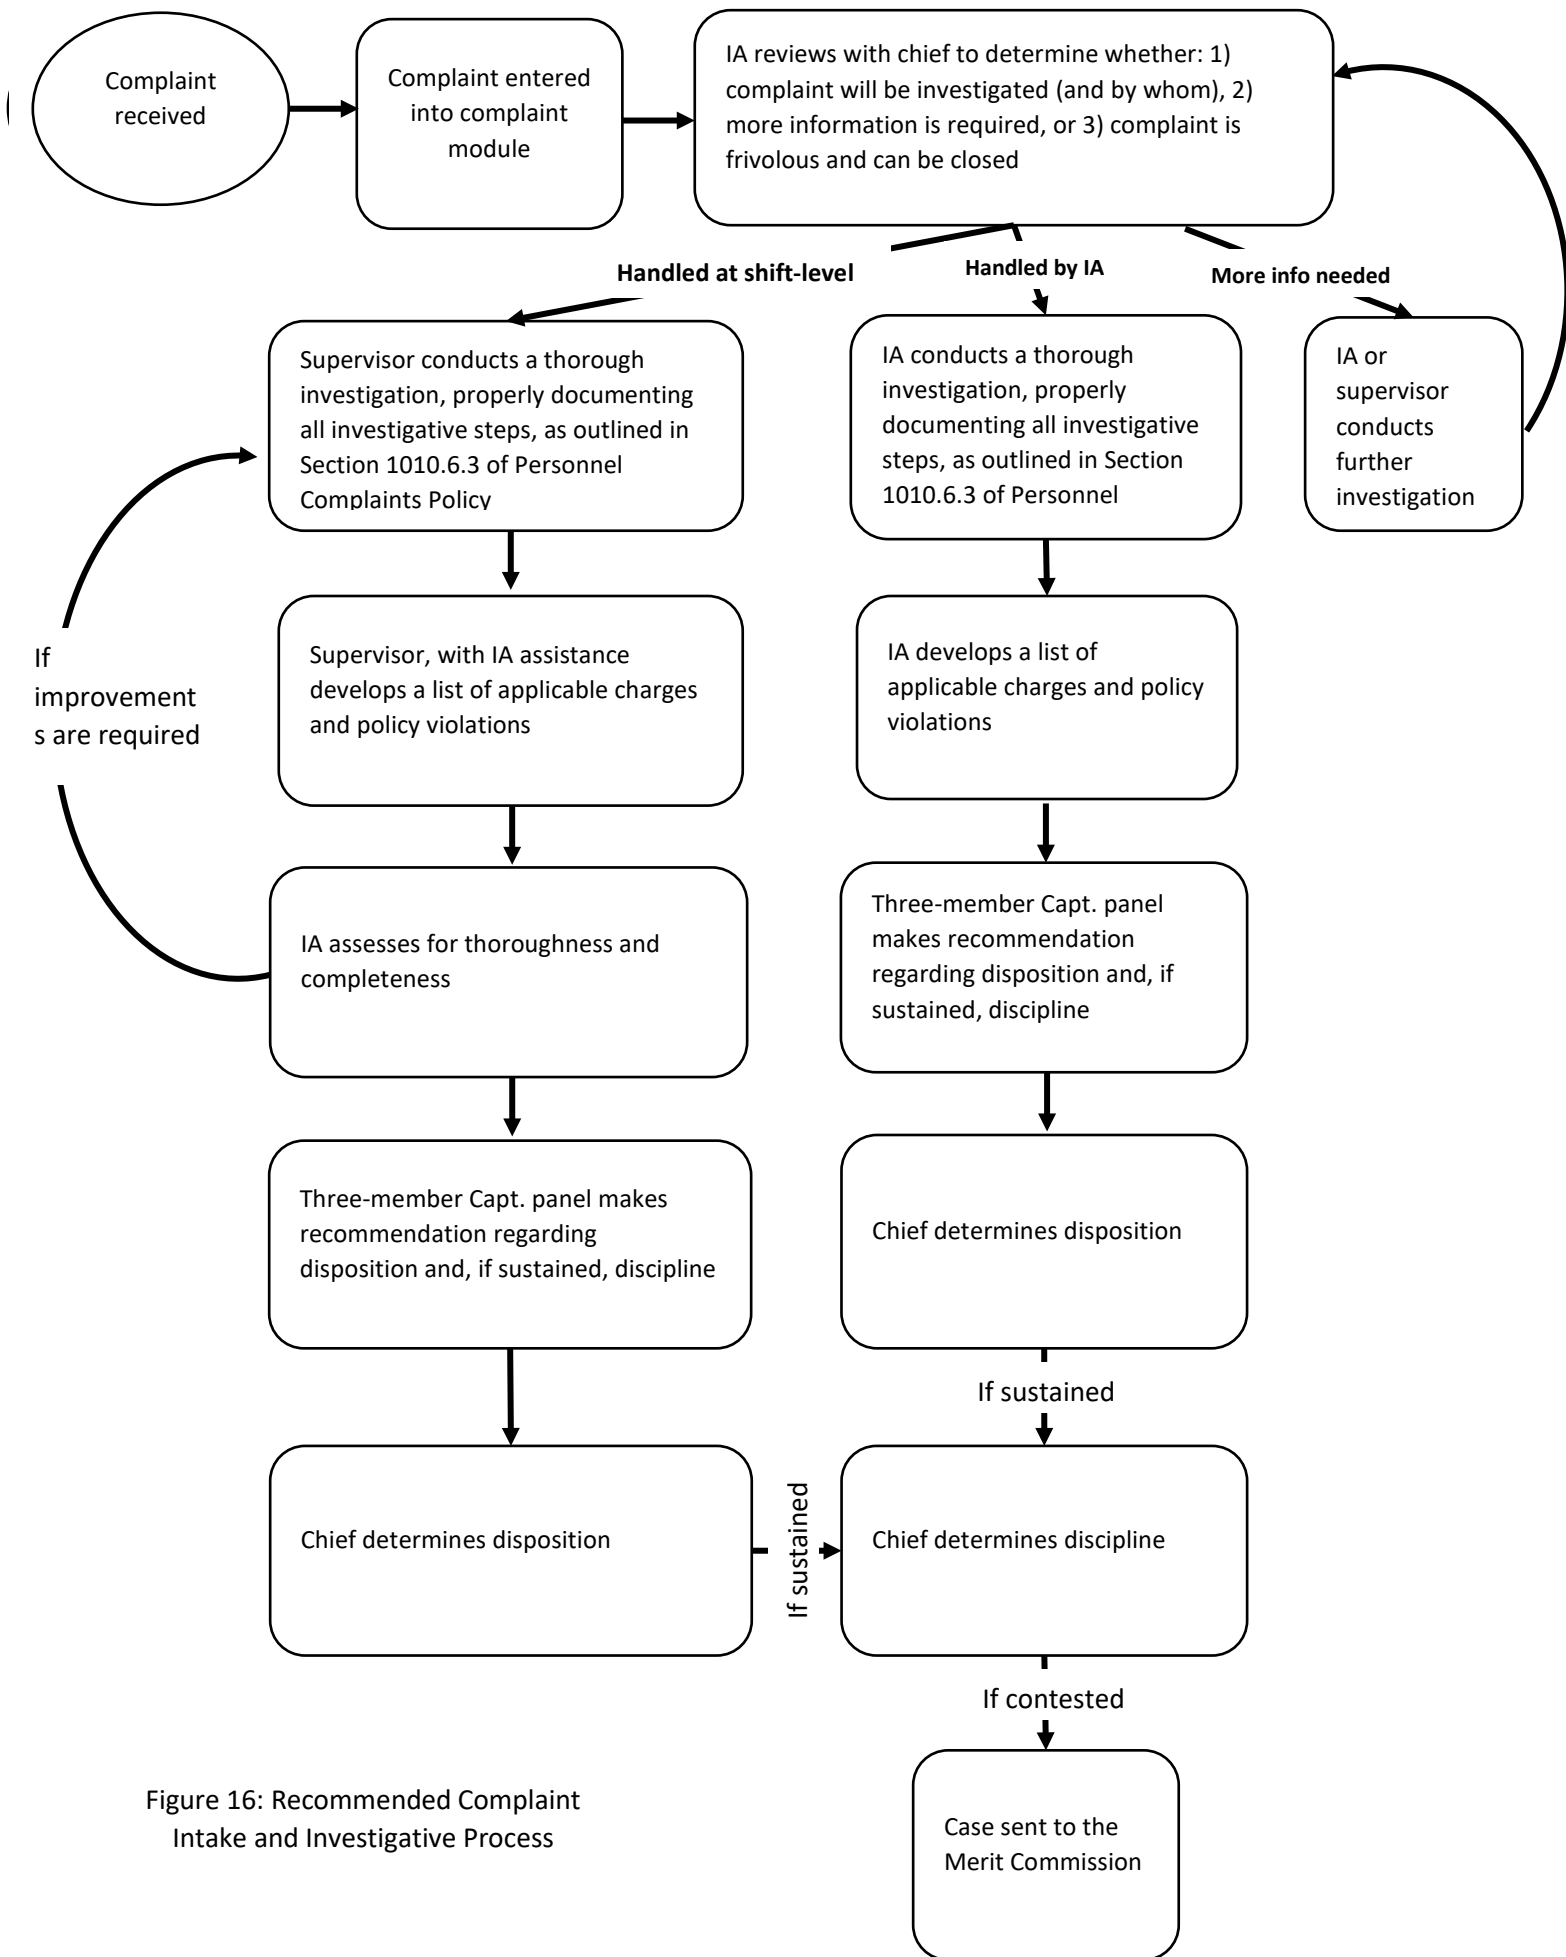 Complaint
received
Complaint entered
into complaint
module
IA reviews with chief to determine whether: 1)
complaint will be investigated (and by whom), 2)
more information is required, or 3) complaint is
frivolous and can be closed
Handled at shift-level
Handled by IA
More info needed
Supervisor conducts a thorough
investigation, properly documenting
all investigative steps, as outlined in
Section 1010.6.3 of Personnel
Complaints Policy
IA conducts a thorough
investigation, properly
documenting all investigative
steps, as outlined in Section
1010.6.3 of Personnel
IA or
supervisor
conducts
further
investigation
If
improvement
s are required
Supervisor, with IA assistance
develops a list of applicable charges
and policy violations
IA develops a list of
applicable charges and policy
violations
IA assesses for thoroughness and
completeness
Three-member Capt. panel
makes recommendation
regarding disposition and, if
sustained, discipline
Three-member Capt. panel makes
recommendation regarding
disposition and, if sustained, discipline
Chief determines disposition
If sustained
Chief determines disposition
If sustained
Chief determines discipline
If contested
Case sent to the
Merit Commission
Figure 16: Recommended Complaint
Intake and Investigative Process